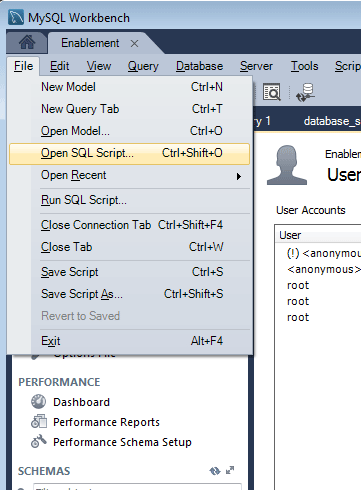 MySQL Workbench
Enablement
File Edit View Query Database Server Tools Scrip
New Model Ctrl+N
New Query Tab Ctrl+T
Open Model... Ctrl+O
Open SQL Script... Ctrl+Shift+O
Open Recent
Run SQL Script...
Close Connection Tab Ctrl+Shift+F4
Close Tab Ctrl+W
Save Script Ctrl+S
Save Script As... Ctrl+Shift+S
Revert to Saved
Exit Alt+F4
ry 1 database_s
Enablem
User
User Accounts
User
(!) <anonymou
<anonymous>
root
root
root
Options File
PERFORMANCE
Dashboard
Performance Reports
Performance Schema Setup
SCHEMAS